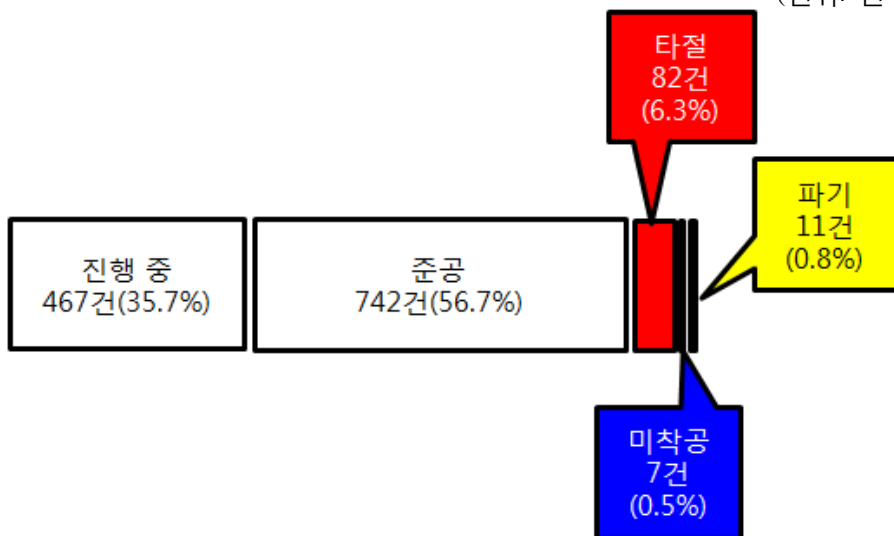 타절
82건
(6.3%)
파기
11건
(0.8%)
진행 중
467건(35.7%)
준공
742건(56.7%)
미착공
7건
(0.5%)